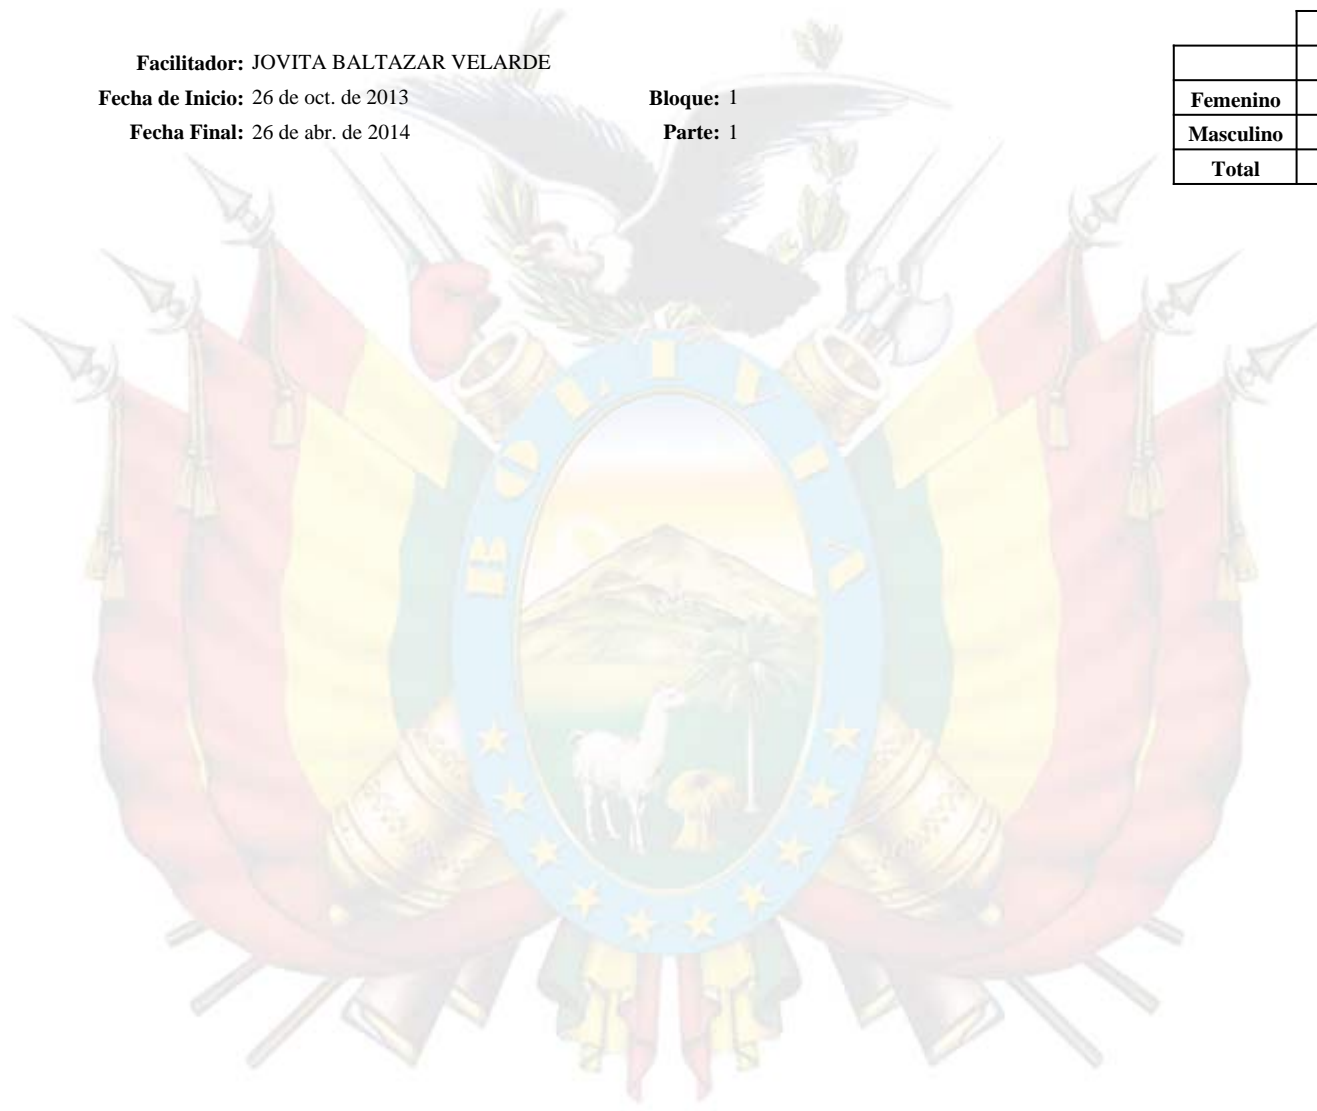 Facilitador: JOVITA BALTAZAR VELARDE
Fecha de Inicio: 26 de oct. de 2013 Bloque: 1
Fecha Final: 26 de abr. de 2014 Parte: 1
Femenino
Masculino
Total
BOLIVIA